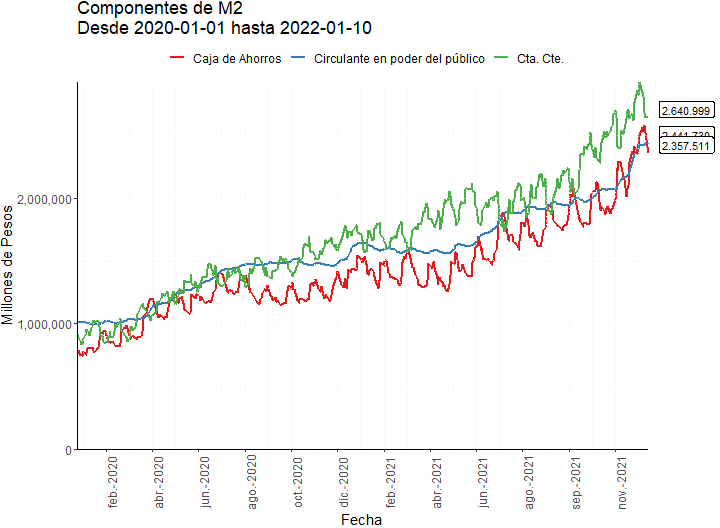 Componentes de M2
Desde 2020-01-01 hasta 2022-01-10
Caja de Ahorros
Circulante en poder del público
Cta. Cte.
Millones de Pesos
2,000,000
1,000,000
0
2.640.999
2.357.511
feb.-2020
abr.-2020
jun.-2020
ago.-2020
oct.-2020
dic.-2020
feb.-2021
abr.-2021
jun.-2021
ago.-2021
sep.-2021
nov.-2021
Fecha